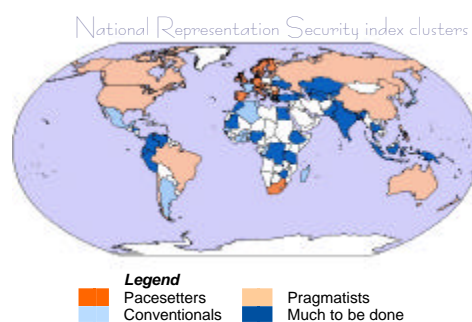 National Representation Security index clusters
Legend
Pacesetters
Pragmatists
Conventionals
Much to be done